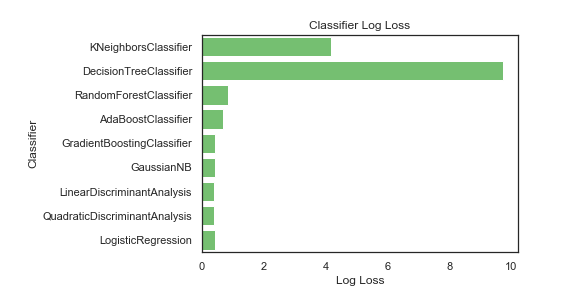 Classifier Log Loss
Classifier
KNeighborsClassifier
DecisionTreeClassifier
RandomForestClassifier
AdaBoostClassifier
GradientBoostingClassifier
GaussianNB
LinearDiscriminantAnalysis
QuadraticDiscriminantAnalysis
LogisticRegression
0 2 4 6 8 10
Log Loss